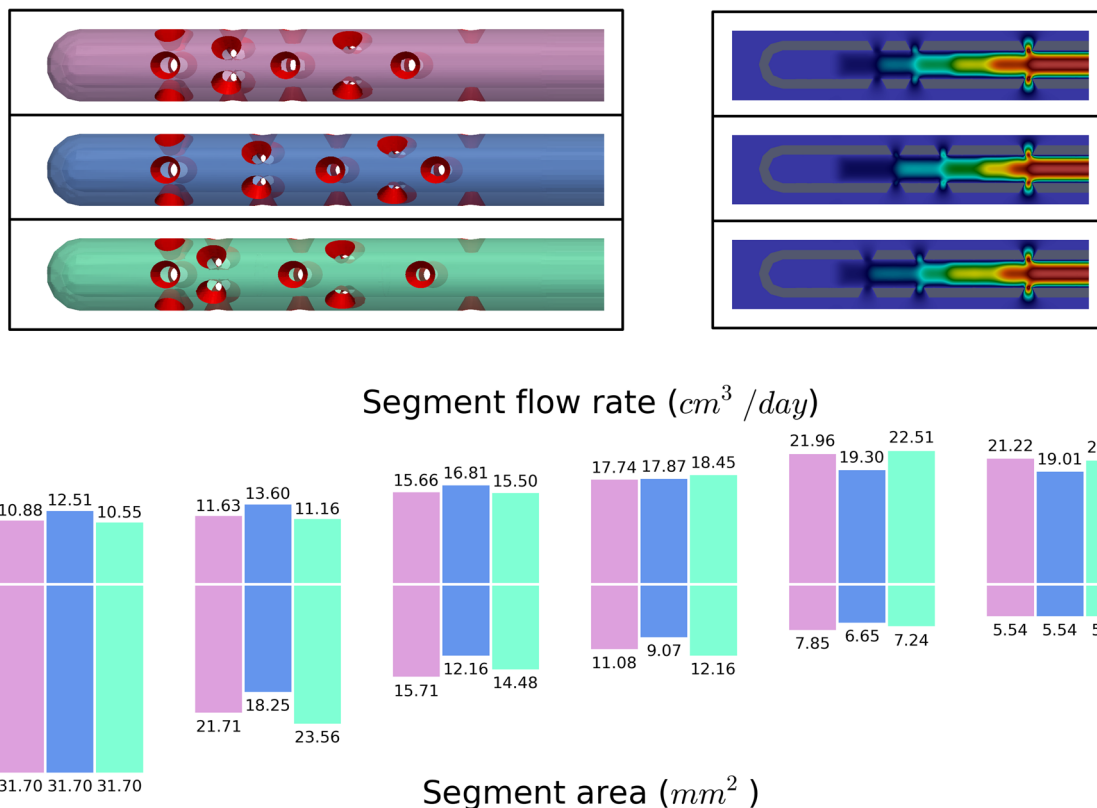 Segment flow rate (cm³ /day)
10.88 12.51 10.55 11.63 13.60 11.16 15.66 16.81 15.50 17.74 17.87 18.45 21.96 19.30 22.51 21.22 19.01
31.70 31.70 31.70 21.71 18.25 23.56 15.71 12.16 14.48 11.08 9.07 12.16 7.85 6.65 7.24 5.54 5.54
Segment area (mm² )